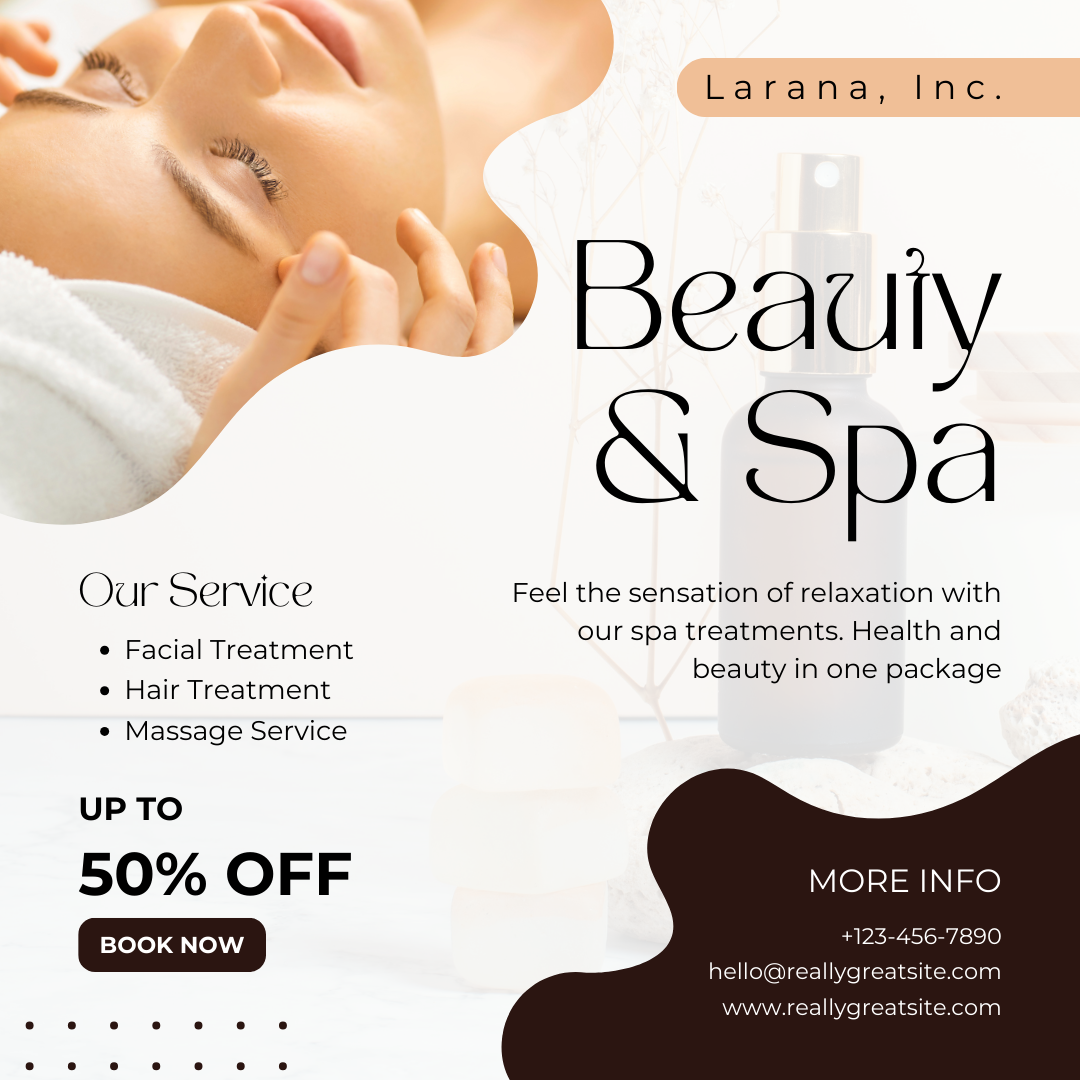 Larana, Inc.
Beauty
& Spa
Feel the sensation of relaxation with
our spa treatments. Health and
beauty in one package
Our Service
• Facial Treatment
• Hair Treatment
• Massage Service
UP TO
50% OFF
BOOK NOW
MORE INFO
+123-456-7890
hello@reallygreatsite.com
www.reallygreatsite.com